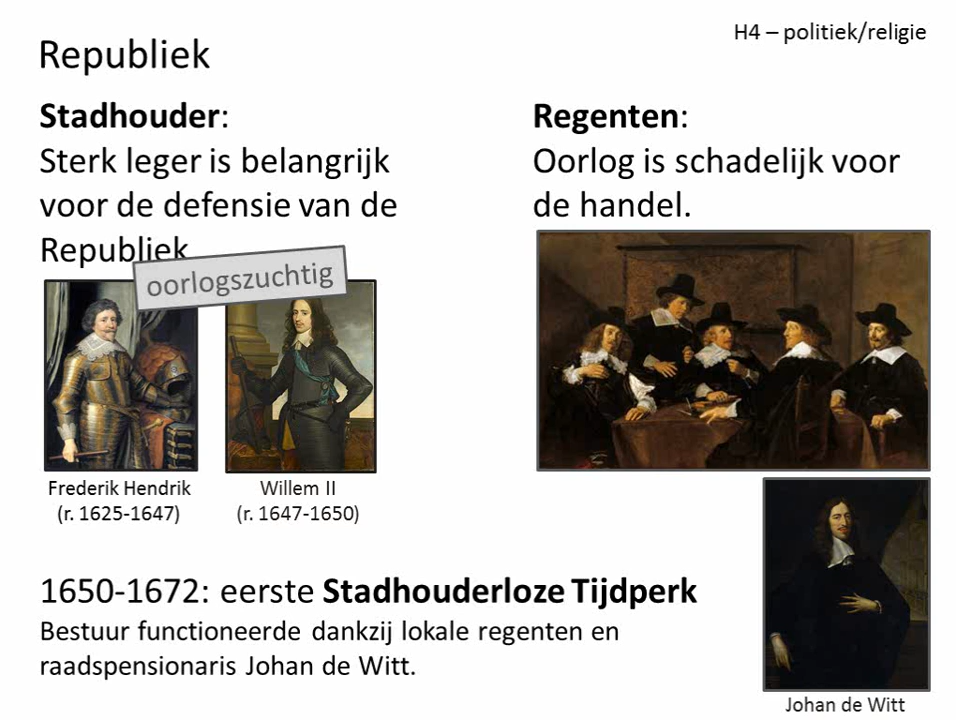 H4 – politiek/religie
Republiek
Stadhouder:
Sterk leger is belangrijk
voor de defensie van de
Republiek
oorlogszuchtig
Frederik Hendrik
(r. 1625-1647)
Willem II
(r. 1647-1650)
Regenten:
Oorlog is schadelijk voor
de handel.
1650-1672: eerste Stadhouderloze Tijdperk
Bestuur functioneerde dankzij lokale regenten en
raadspensionaris Johan de Witt.
Johan de Witt